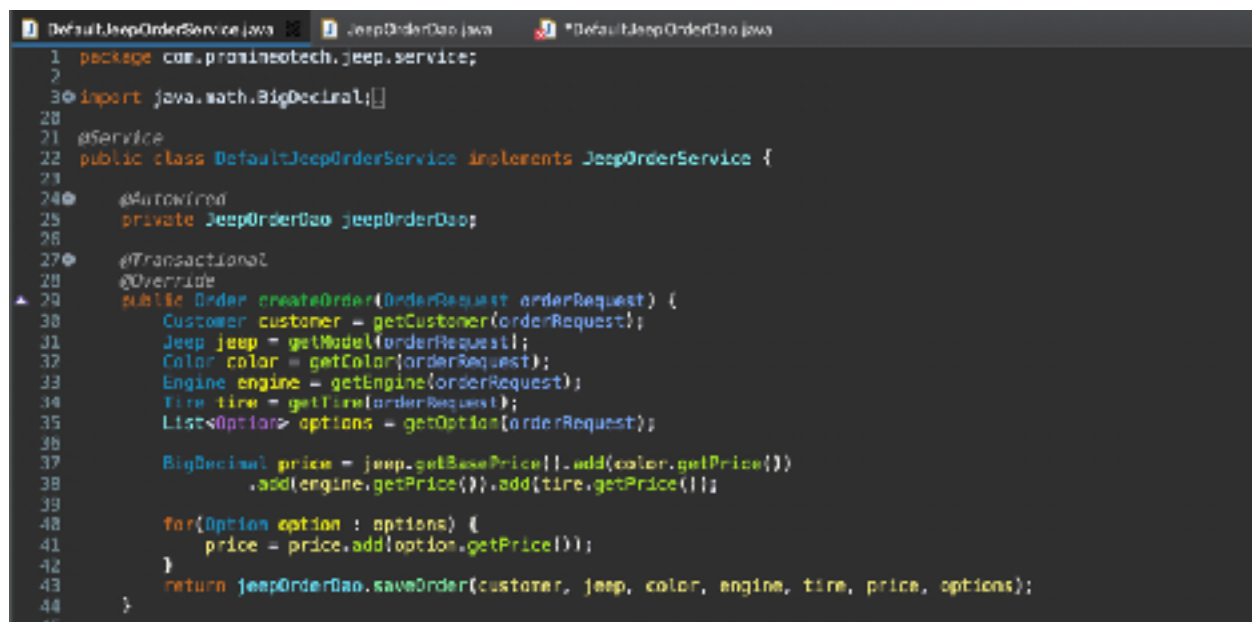 DefaultJeepOrderService.java JeepOrderDao.java *DefaultJeepOrderDao.java
1 package com.promineotech.jeep.service;
2
3 import java.math.BigDecimal;
20
21 @Service
22 public class DefaultJeepOrderService implements JeepOrderService {
23
24 @Autowired
25 private JeepOrderDao jeepOrderDao;
26
27 @Transactional
28 @Override
29 public Order createOrder(OrderRequest orderRequest) {
30 Customer customer = getCustomer(orderRequest);
31 Jeep jeep = getModel(orderRequest);
32 Color color = getColor(orderRequest);
33 Engine engine = getEngine(orderRequest);
34 Tire tire = getTire(orderRequest);
35 List<Option> options = getOption(orderRequest);
36
37 BigDecimal price = jeep.getBasePrice().add(color.getPrice())
38 .add(engine.getPrice()).add(tire.getPrice());
39
40 for(Option option : options) {
41 price = price.add(option.getPrice());
42 }
43 return jeepOrderDao.saveOrder(customer, jeep, color, engine, tire, price, options);
44 }